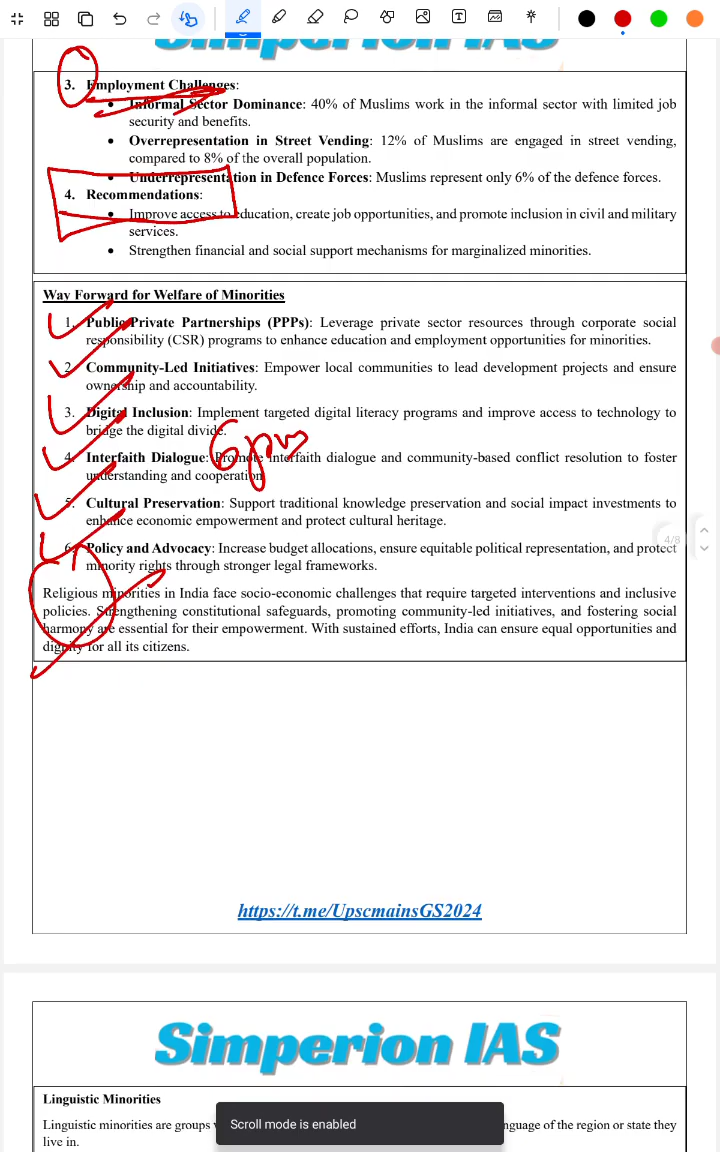 Simperion IAS
3. Employment Challenges:
• Informal Sector Dominance: 40% of Muslims work in the informal sector with limited job
security and benefits.
• Overrepresentation in Street Vending: 12% of Muslims are engaged in street vending,
compared to 8% of the overall population.
• Underrepresentation in Defence Forces: Muslims represent only 6% of the defence forces.
4. Recommendations:
• Improve access to education, create job opportunities, and promote inclusion in civil and military
services.
• Strengthen financial and social support mechanisms for marginalized minorities.
Way Forward for Welfare of Minorities
1. Public-Private Partnerships (PPPs): Leverage private sector resources through corporate social
responsibility (CSR) programs to enhance education and employment opportunities for minorities.
2. Community-Led Initiatives: Empower local communities to lead development projects and ensure
ownership and accountability.
3. Digital Inclusion: Implement targeted digital literacy programs and improve access to technology to
bridge the digital divide.
6pm
4. Interfaith Dialogue: Promote interfaith dialogue and community-based conflict resolution to foster
understanding and cooperation.
5. Cultural Preservation: Support traditional knowledge preservation and social impact investments to
enhance economic empowerment and protect cultural heritage.
4/8
6. Policy and Advocacy: Increase budget allocations, ensure equitable political representation, and protect
minority rights through stronger legal frameworks.
Religious minorities in India face socio-economic challenges that require targeted interventions and inclusive
policies. Strengthening constitutional safeguards, promoting community-led initiatives, and fostering social
harmony are essential for their empowerment. With sustained efforts, India can ensure equal opportunities and
dignity for all its citizens.
https://t.me/UpscmainsGS2024
Simperion IAS
Linguistic Minorities
Linguistic minorities are groups language of the region or state they
live in.
Scroll mode is enabled